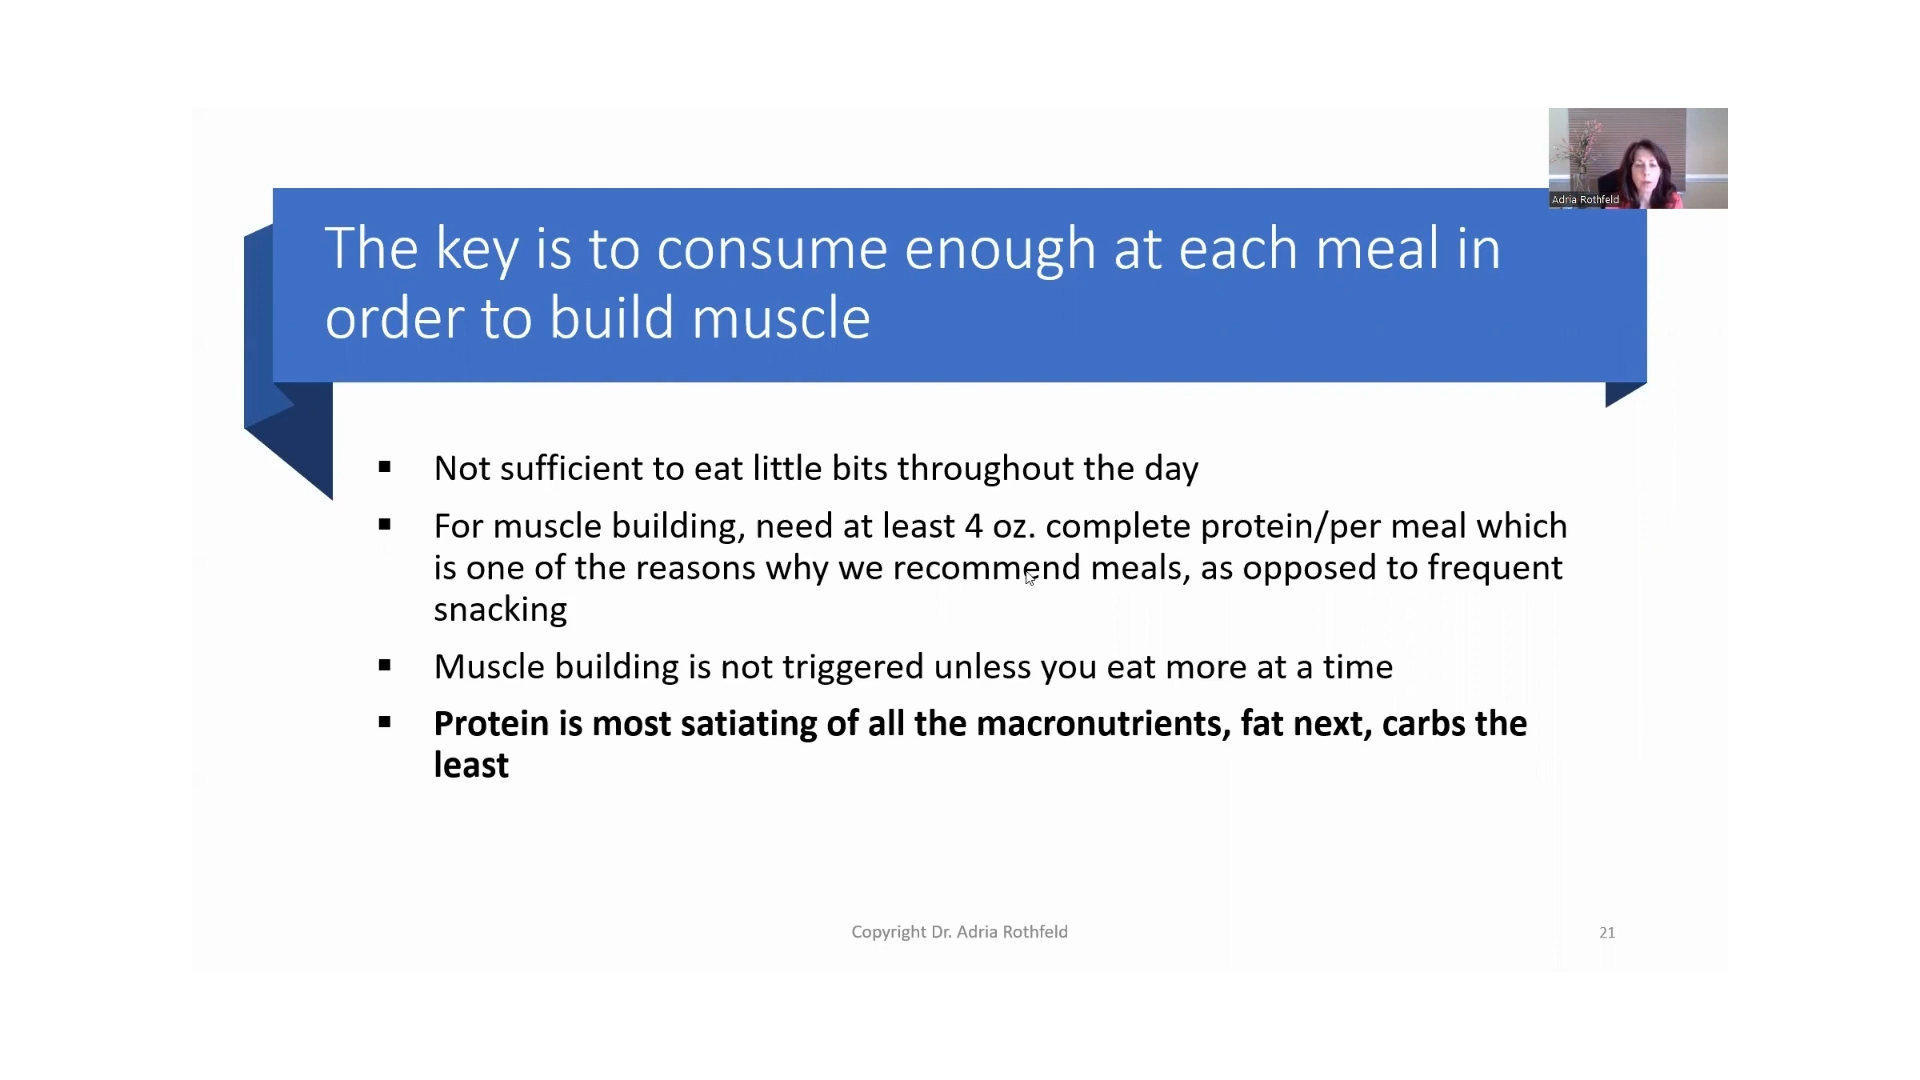 Adria Rothfeld
The key is to consume enough at each meal in
order to build muscle
▪ Not sufficient to eat little bits throughout the day
▪ For muscle building, need at least 4 oz. complete protein/per meal which
is one of the reasons why we recommend meals, as opposed to frequent
snacking
▪ Muscle building is not triggered unless you eat more at a time
▪ Protein is most satiating of all the macronutrients, fat next, carbs the
least
Copyright Dr. Adria Rothfeld
21